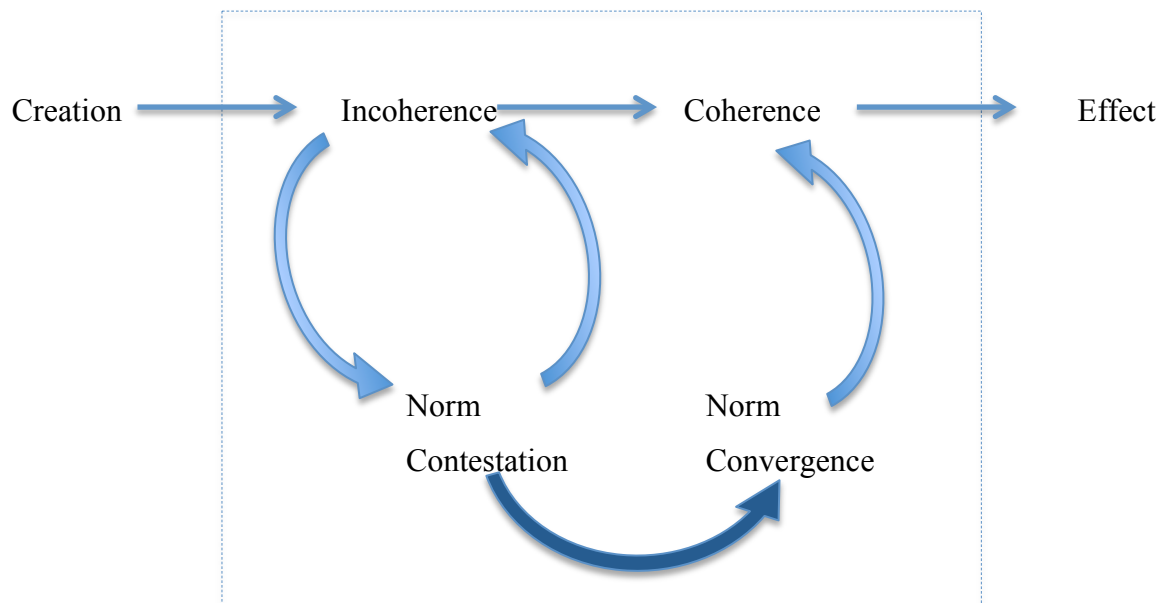 Creation
Incoherence
Coherence
Effect
Norm
Contestation
Norm
Convergence